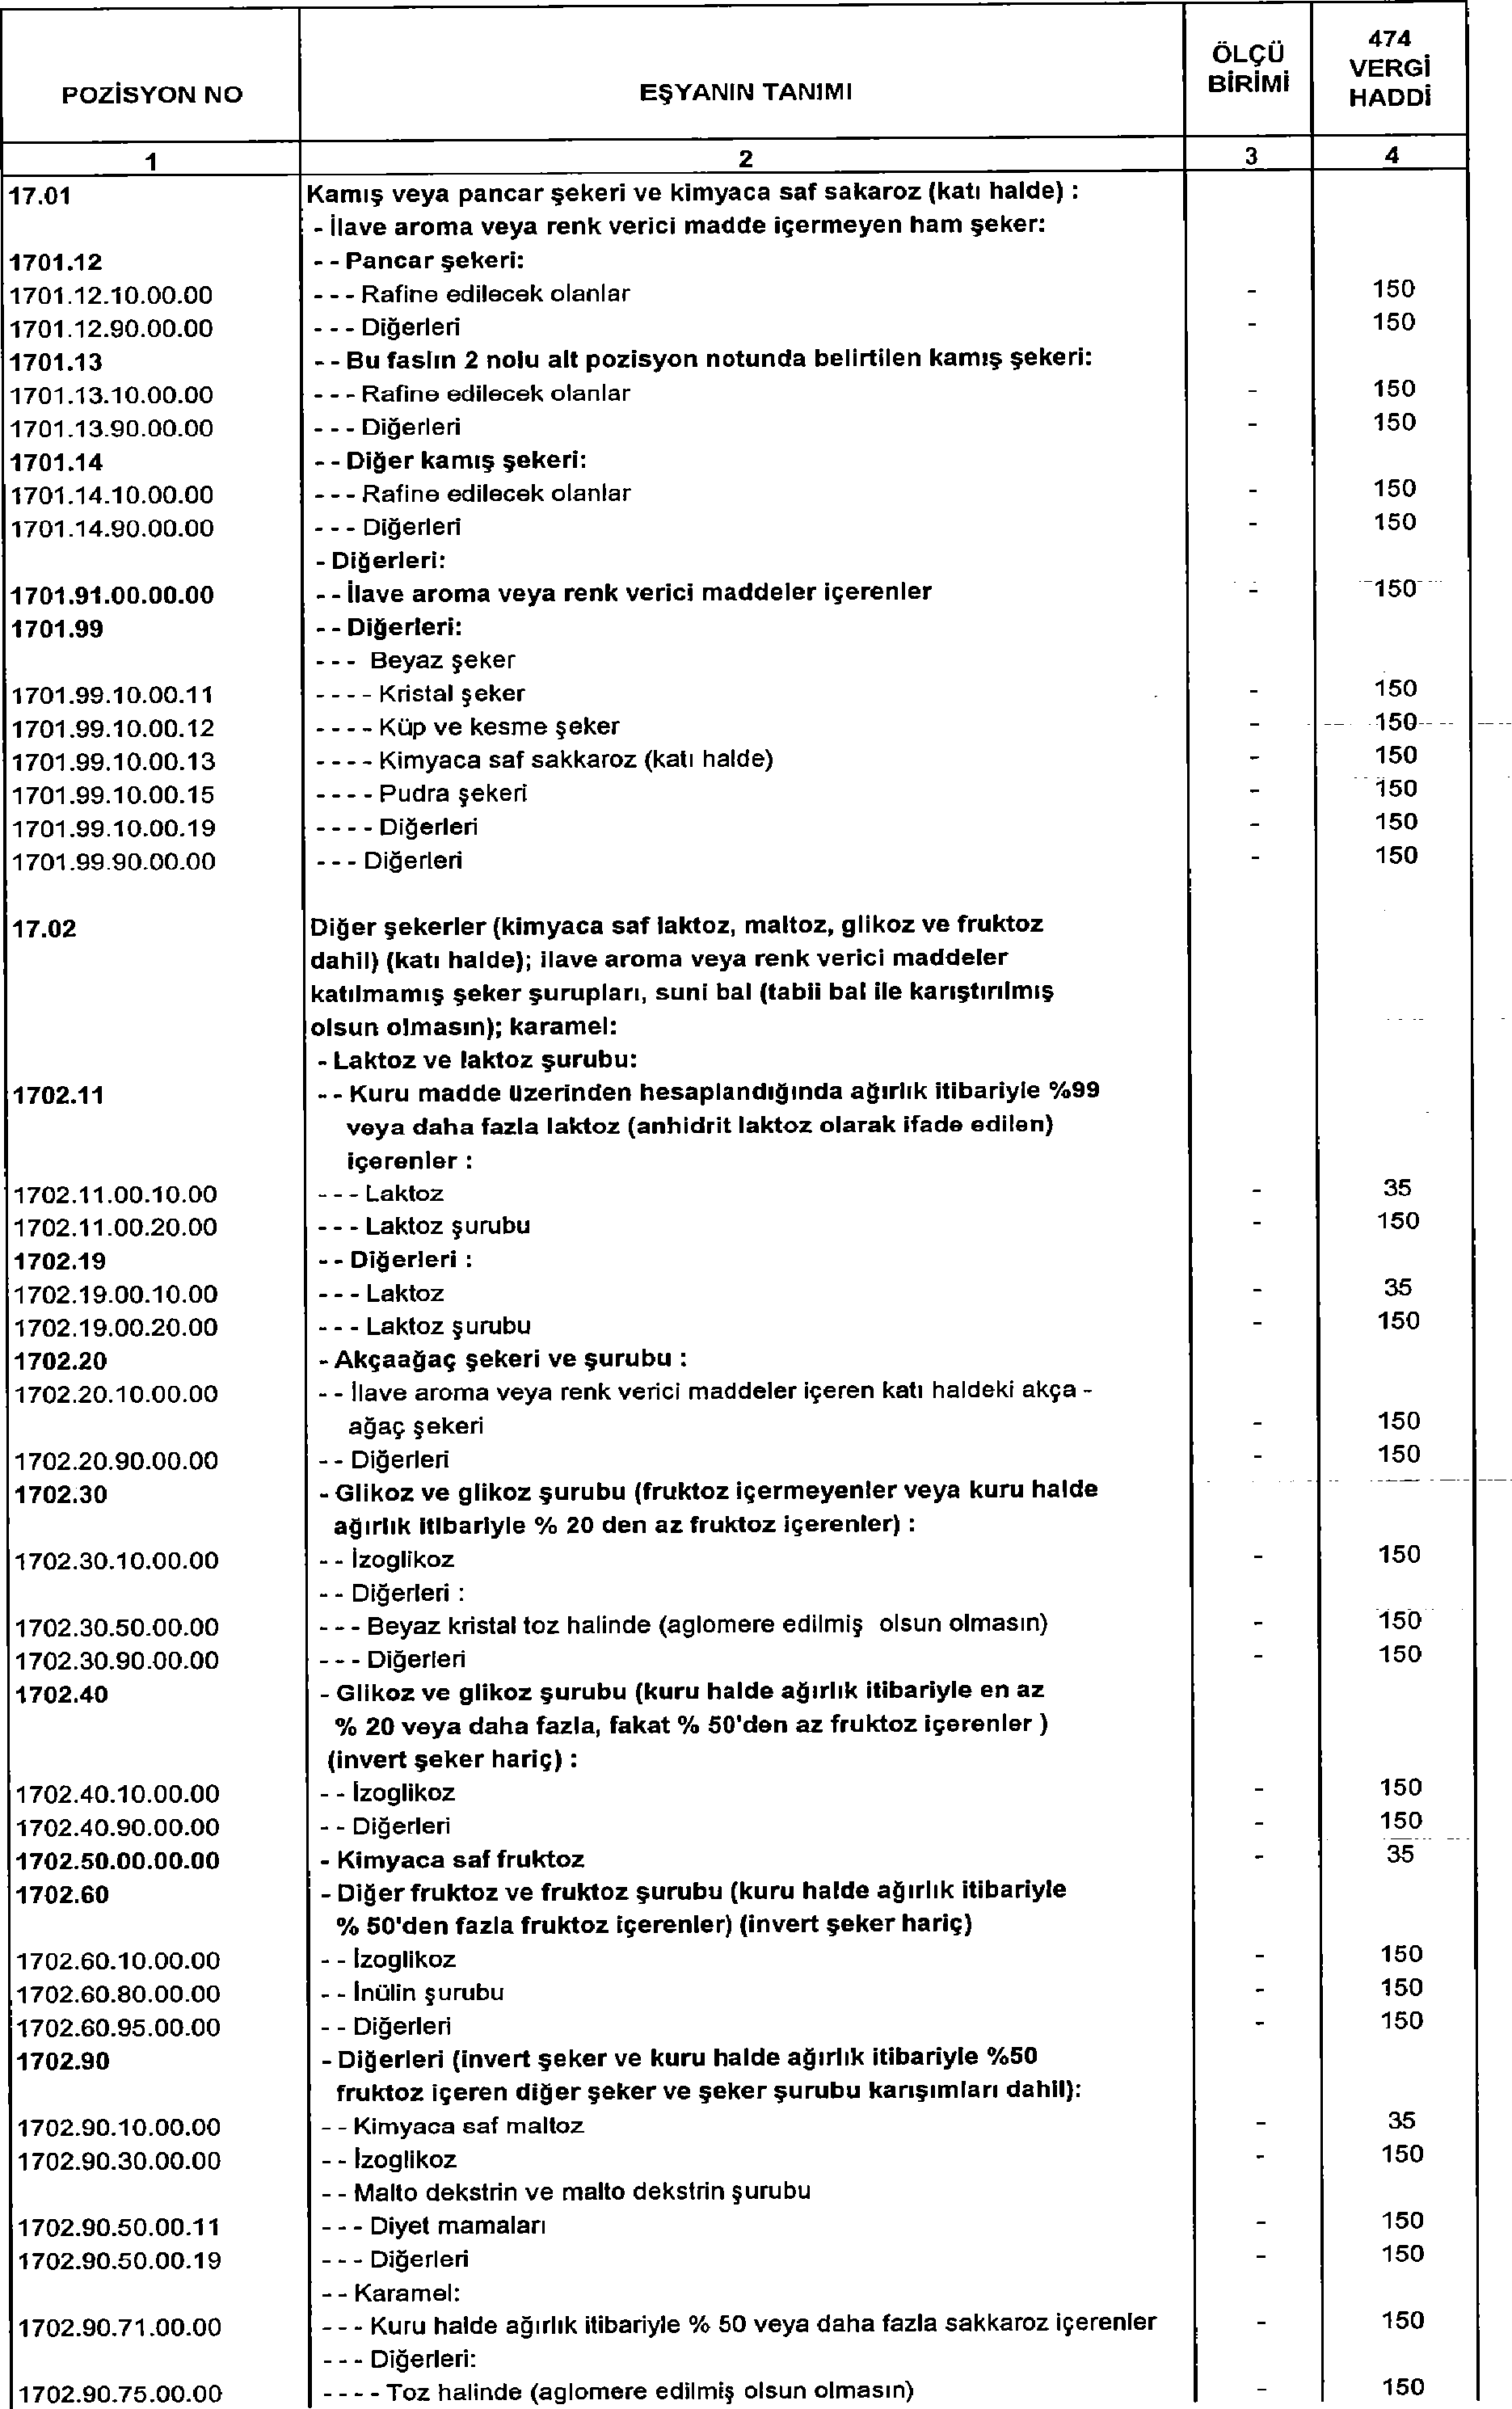 POZİSYON NO EŞYANIN TANIMI ÖLÇÜ BİRİMİ 474 VERGİ HADDİ
1 2 3 4
17.01 Kamış veya pancar şekeri ve kimyaca saf sakaroz (katı halde) :
- İlave aroma veya renk verici madde içermeyen ham şeker:
1701.12 - - Pancar şekeri:
1701.12.10.00.00 - - - Rafine edilecek olanlar - 150
1701.12.90.00.00 - - - Diğerleri - 150
1701.13 - - Bu faslın 2 nolu alt pozisyon notunda belirtilen kamış şekeri:
1701.13.10.00.00 - - - Rafine edilecek olanlar - 150
1701.13.90.00.00 - - - Diğerleri - 150
1701.14 - - Diğer kamış şekeri:
1701.14.10.00.00 - - - Rafine edilecek olanlar - 150
1701.14.90.00.00 - - - Diğerleri - 150
- Diğerleri:
1701.91.00.00.00 - - İlave aroma veya renk verici maddeler içerenler - 150
1701.99 - - Diğerleri:
- - - Beyaz şeker
1701.99.10.00.11 - - - - Kristal şeker - 150
1701.99.10.00.12 - - - - Küp ve kesme şeker - 150
1701.99.10.00.13 - - - - Kimyaca saf sakkaroz (katı halde) - 150
1701.99.10.00.15 - - - - Pudra şekeri - 150
1701.99.10.00.19 - - - - Diğerleri - 150
1701.99.90.00.00 - - - Diğerleri - 150
17.02 Diğer şekerler (kimyaca saf laktoz, maltoz, glikoz ve fruktoz
dahil) (katı halde); ilave aroma veya renk verici maddeler
katılmamış şeker şurupları, suni bal (tabii bal ile karıştırılmış
olsun olmasın); karamel:
- Laktoz ve laktoz şurubu:
1702.11 - - Kuru madde üzerinden hesaplandığında ağırlık itibariyle %99
veya daha fazla laktoz (anhidrit laktoz olarak ifade edilen)
içerenler :
1702.11.00.10.00 - - - Laktoz - 35
1702.11.00.20.00 - - - Laktoz şurubu - 150
1702.19 - - Diğerleri :
1702.19.00.10.00 - - - Laktoz - 35
1702.19.00.20.00 - - - Laktoz şurubu - 150
1702.20 - Akçaağaç şekeri ve şurubu :
1702.20.10.00.00 - - İlave aroma veya renk verici maddeler içeren katı haldeki akça -
ağaç şekeri - 150
1702.20.90.00.00 - - Diğerleri - 150
1702.30 - Glikoz ve glikoz şurubu (fruktoz içermeyenler veya kuru halde
ağırlık itibariyle % 20 den az fruktoz içerenler) :
1702.30.10.00.00 - - İzoglikoz - 150
- - Diğerleri :
1702.30.50.00.00 - - - Beyaz kristal toz halinde (aglomere edilmiş olsun olmasın) - 150
1702.30.90.00.00 - - - Diğerleri - 150
1702.40 - Glikoz ve glikoz şurubu (kuru halde ağırlık itibariyle en az
% 20 veya daha fazla, fakat % 50'den az fruktoz içerenler )
(invert şeker hariç) :
1702.40.10.00.00 - - İzoglikoz - 150
1702.40.90.00.00 - - Diğerleri - 150
1702.50.00.00.00 - Kimyaca saf fruktoz - 35
1702.60 - Diğer fruktoz ve fruktoz şurubu (kuru halde ağırlık itibariyle
% 50'den fazla fruktoz içerenler) (invert şeker hariç)
1702.60.10.00.00 - - İzoglikoz - 150
1702.60.80.00.00 - - İnülin şurubu - 150
1702.60.95.00.00 - - Diğerleri - 150
1702.90 - Diğerleri (invert şeker ve kuru halde ağırlık itibariyle %50
fruktoz içeren diğer şeker ve şeker şurubu karışımları dahil):
1702.90.10.00.00 - - Kimyaca saf maltoz - 35
1702.90.30.00.00 - - İzoglikoz - 150
- - Malto dekstrin ve malto dekstrin şurubu
1702.90.50.00.11 - - - Diyet mamaları - 150
1702.90.50.00.19 - - - Diğerleri - 150
- - Karamel:
1702.90.71.00.00 - - - Kuru halde ağırlık itibariyle % 50 veya daha fazla sakkaroz içerenler - 150
- - - Diğerleri:
1702.90.75.00.00 - - - - Toz halinde (aglomere edilmiş olsun olmasın) - 150